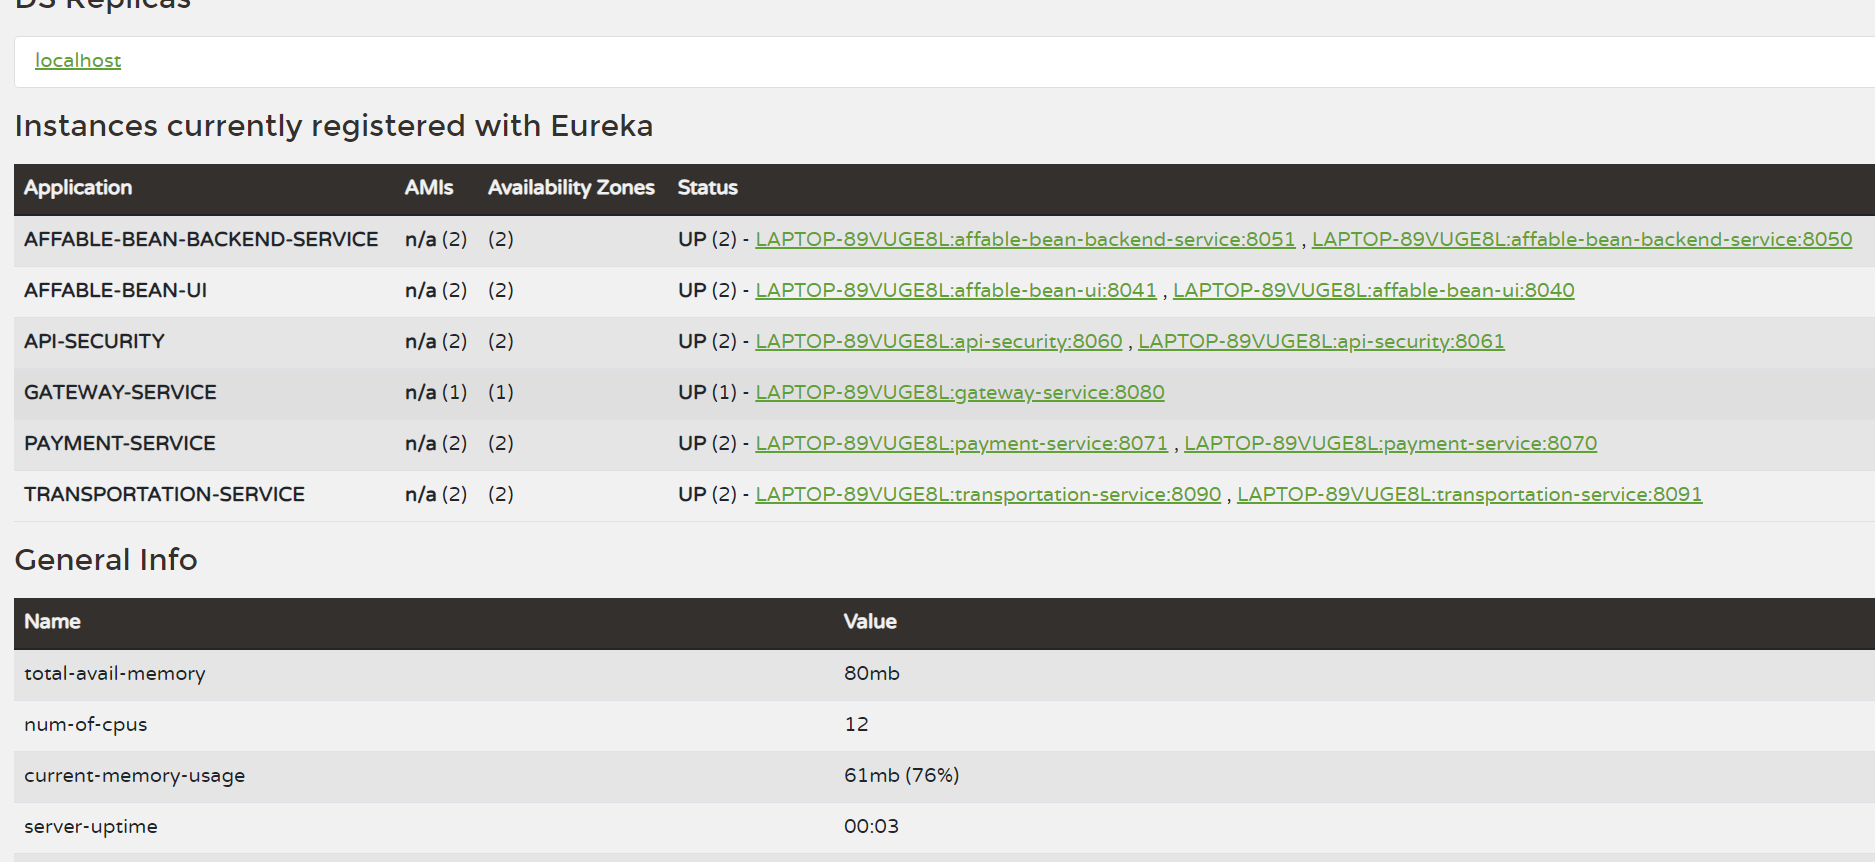 DS Replicas
localhost
Instances currently registered with Eureka
Application AMIs Availability Zones Status
AFFABLE-BEAN-BACKEND-SERVICE n/a (2) (2) UP (2) - LAPTOP-89VUGE8L:affable-bean-backend-service:8051 , LAPTOP-89VUGE8L:affable-bean-backend-service:8050
AFFABLE-BEAN-UI n/a (2) (2) UP (2) - LAPTOP-89VUGE8L:affable-bean-ui:8041 , LAPTOP-89VUGE8L:affable-bean-ui:8040
API-SECURITY n/a (2) (2) UP (2) - LAPTOP-89VUGE8L:api-security:8060 , LAPTOP-89VUGE8L:api-security:8061
GATEWAY-SERVICE n/a (1) (1) UP (1) - LAPTOP-89VUGE8L:gateway-service:8080
PAYMENT-SERVICE n/a (2) (2) UP (2) - LAPTOP-89VUGE8L:payment-service:8071 , LAPTOP-89VUGE8L:payment-service:8070
TRANSPORTATION-SERVICE n/a (2) (2) UP (2) - LAPTOP-89VUGE8L:transportation-service:8090 , LAPTOP-89VUGE8L:transportation-service:8091
General Info
Name Value
total-avail-memory 80mb
num-of-cpus 12
current-memory-usage 61mb (76%)
server-uptime 00:03